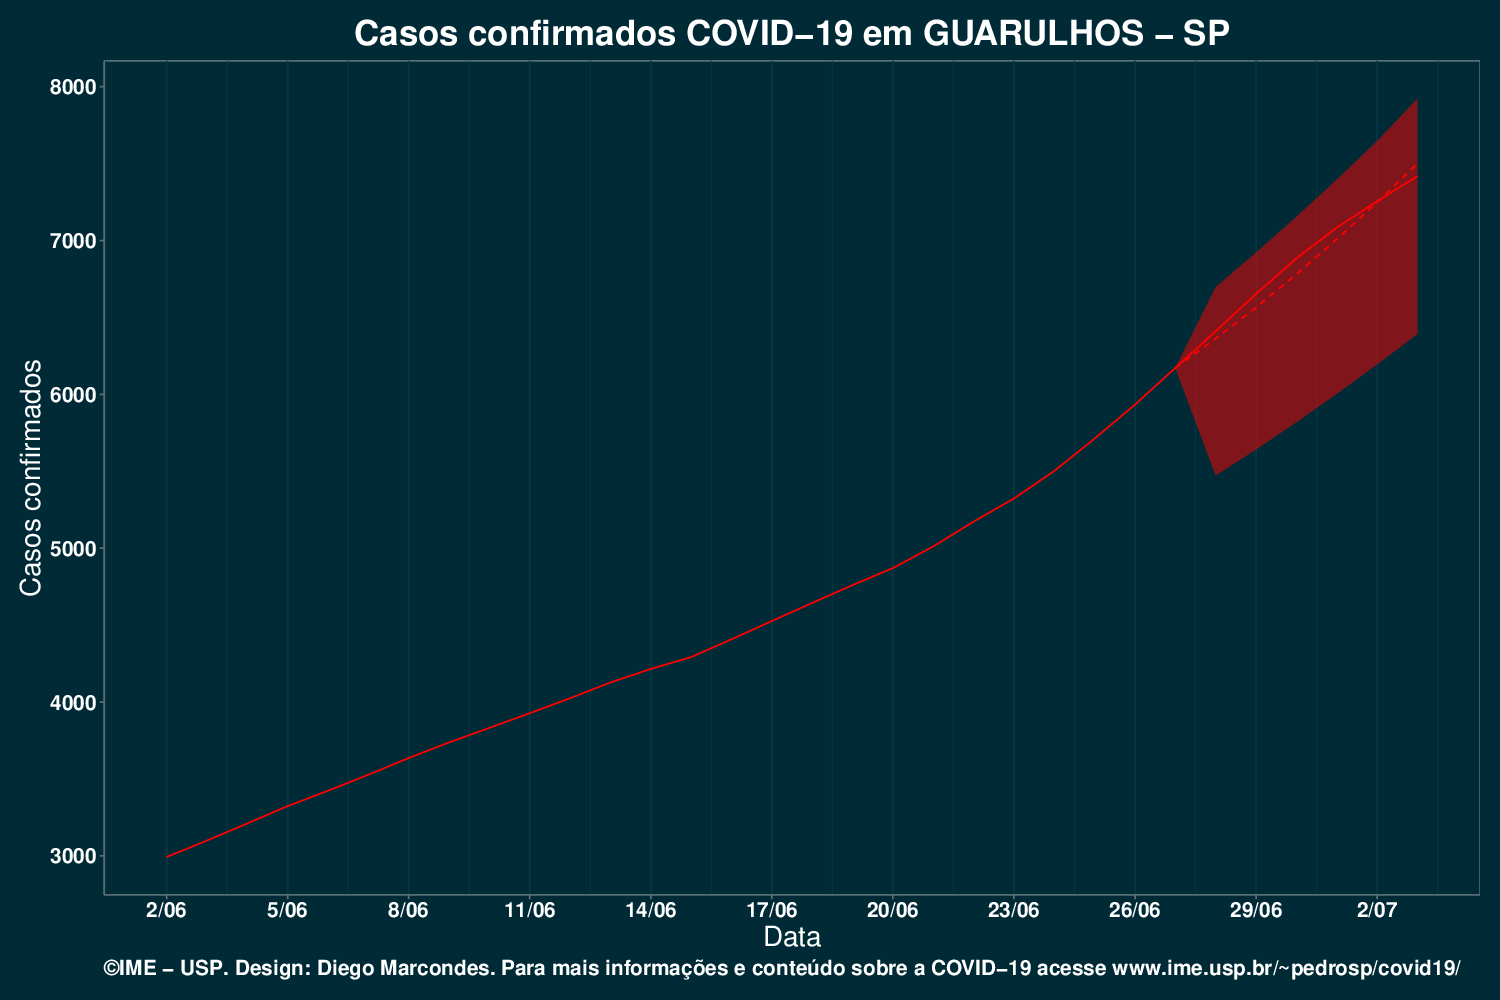 Casos confirmados COVID−19 em GUARULHOS − SP
8000
7000
6000
5000
4000
3000
Casos confirmados
2/06 5/06 8/06 11/06 14/06 17/06 20/06 23/06 26/06 29/06 2/07
Data
©IME − USP. Design: Diego Marcondes. Para mais informações e conteúdo sobre a COVID−19 acesse www.ime.usp.br/~pedrosp/covid19/